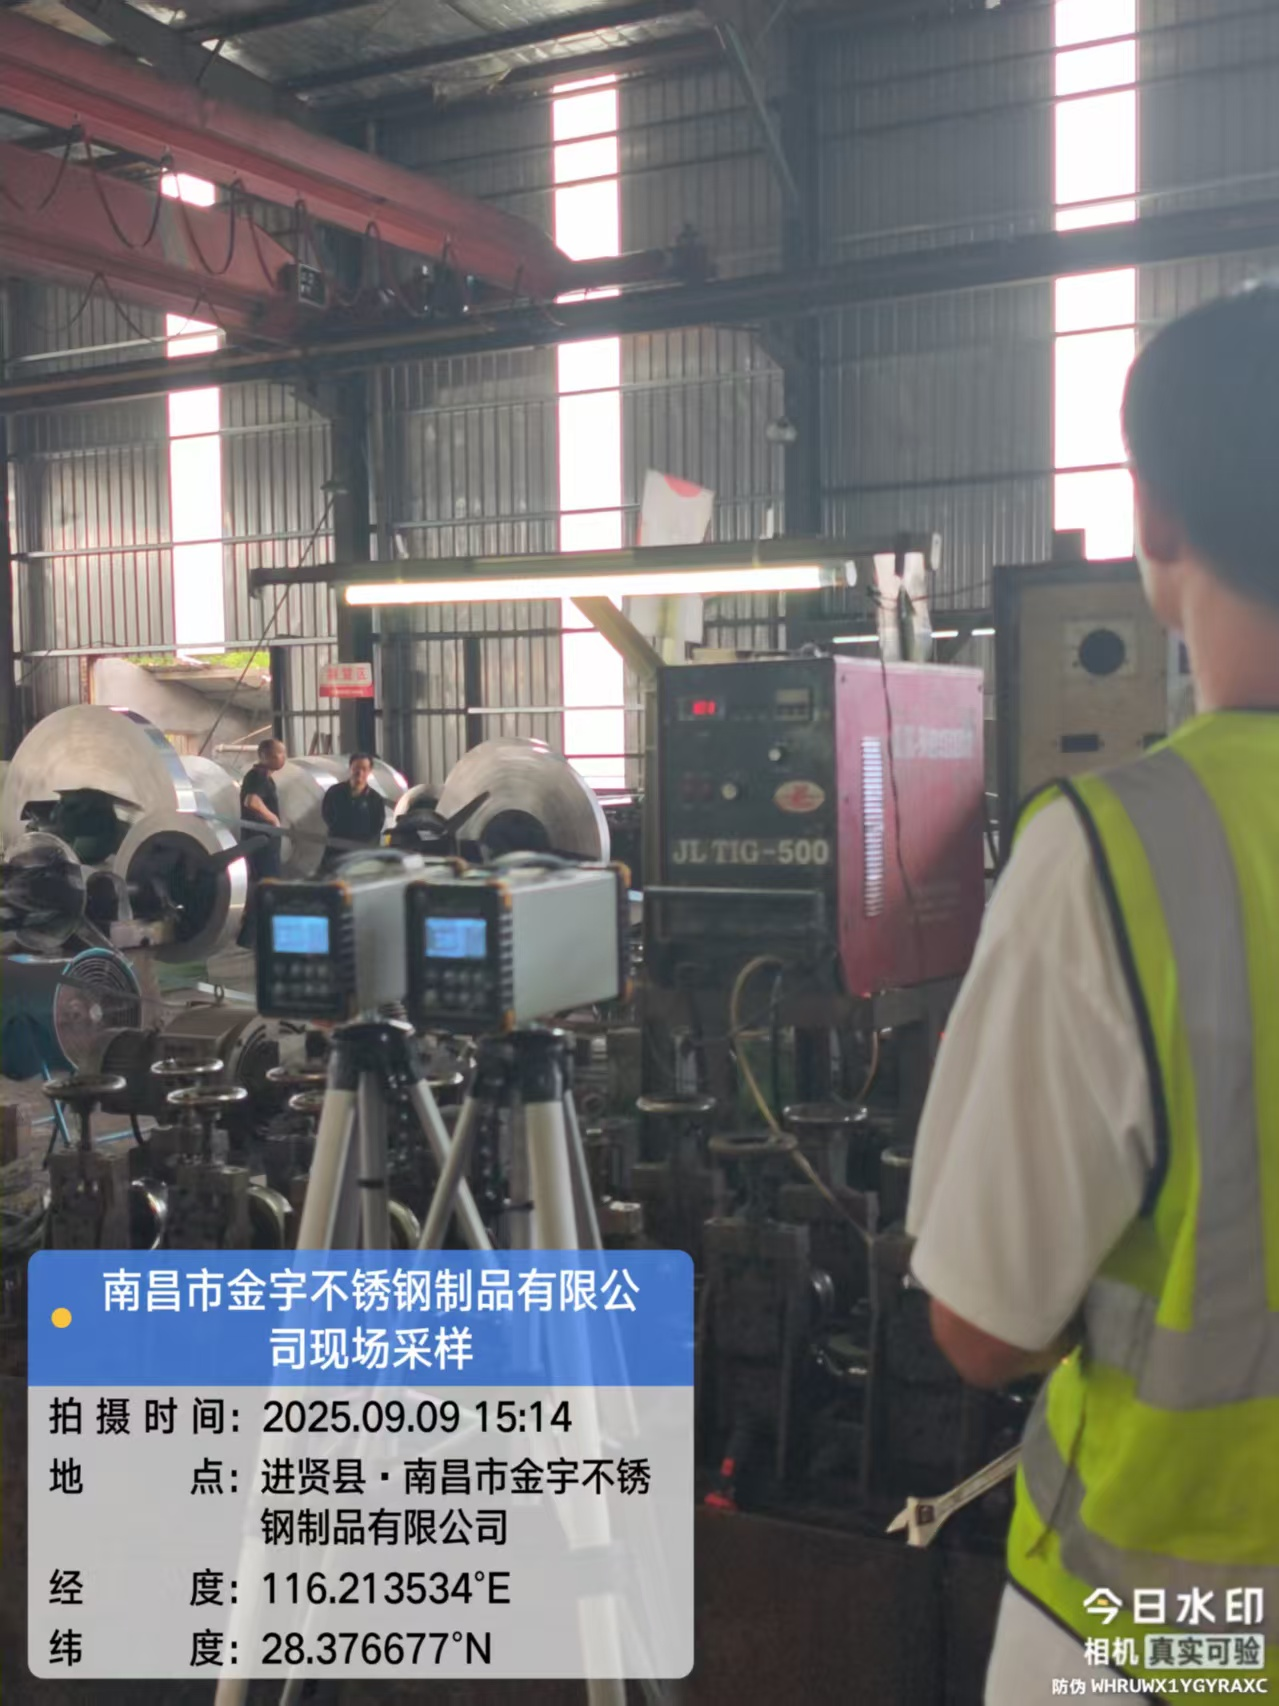 JL TIG-500
南昌市金宇不锈钢制品有限公
司现场采样
拍摄时间：2025.09.09 15:14
地点：进贤县·南昌市金宇不锈
钢制品有限公司
经度：116.213534°E
纬度：28.376677°N
今日水印
相机 真实可验
防伪 WHRUWX1YGYRAXC